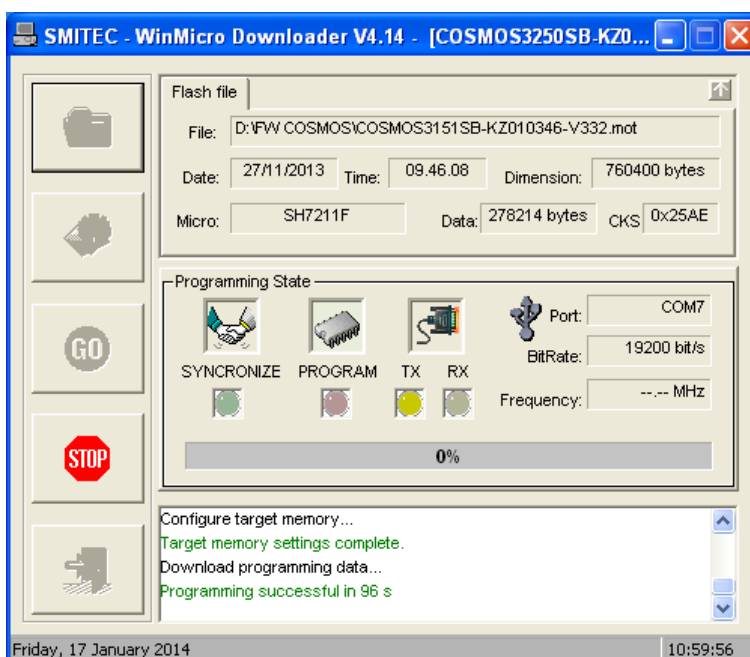 SMITEC - WinMicro Downloader V4.14 - [COSMOS3250SB-KZ0...
Flash file
File: D:\FW COSMOS\COSMOS3151SB-KZ010346-V332.mot
Date: 27/11/2013 Time: 09.46.08 Dimension: 760400 bytes
Micro: SH7211F Data: 278214 bytes CKS 0x25AE
Programming State
Port: COM7
BitRate: 19200 bit/s
SYNCRONIZE PROGRAM TX RX
Frequency: --.-- MHz
GO
STOP
0%
Configure target memory...
Target memory settings complete.
Download programming data...
Programming successful in 96 s
Friday, 17 January 2014 10:59:56